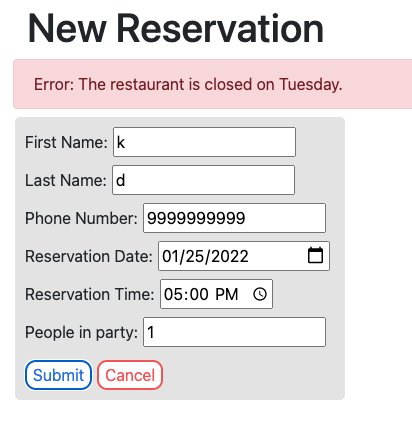 New Reservation
Error: The restaurant is closed on Tuesday.
First Name: k
Last Name: d
Phone Number: 9999999999
Reservation Date: 01/25/2022
Reservation Time: 05:00 PM
People in party: 1
Submit Cancel